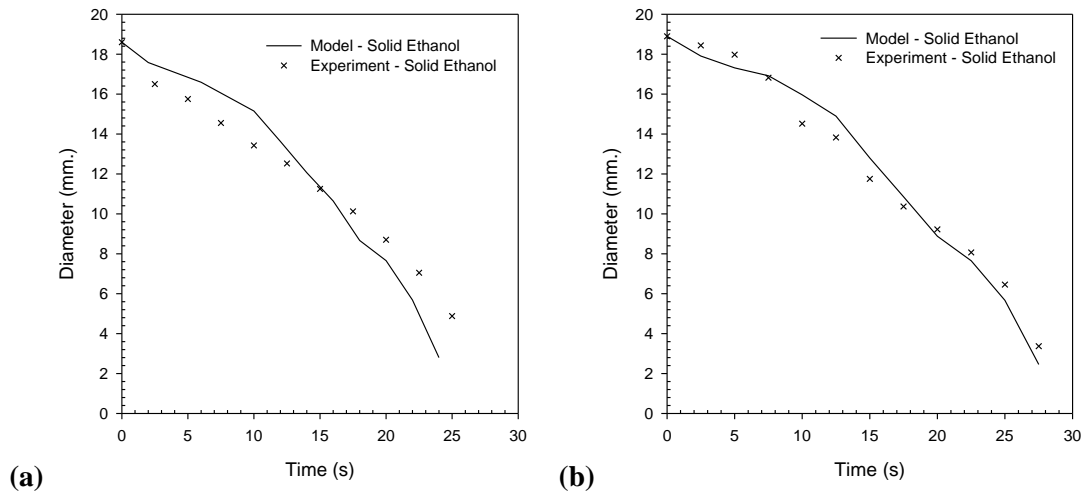 20
18
16
14
12
10
8
6
4
2
0
Diameter (mm.)
Model - Solid Ethanol
Experiment - Solid Ethanol
0 5 10 15 20 25 30
Time (s)
(a)
20
18
16
14
12
10
8
6
4
2
0
Diameter (mm.)
Model - Solid Ethanol
Experiment - Solid Ethanol
0 5 10 15 20 25 30
Time (s)
(b)